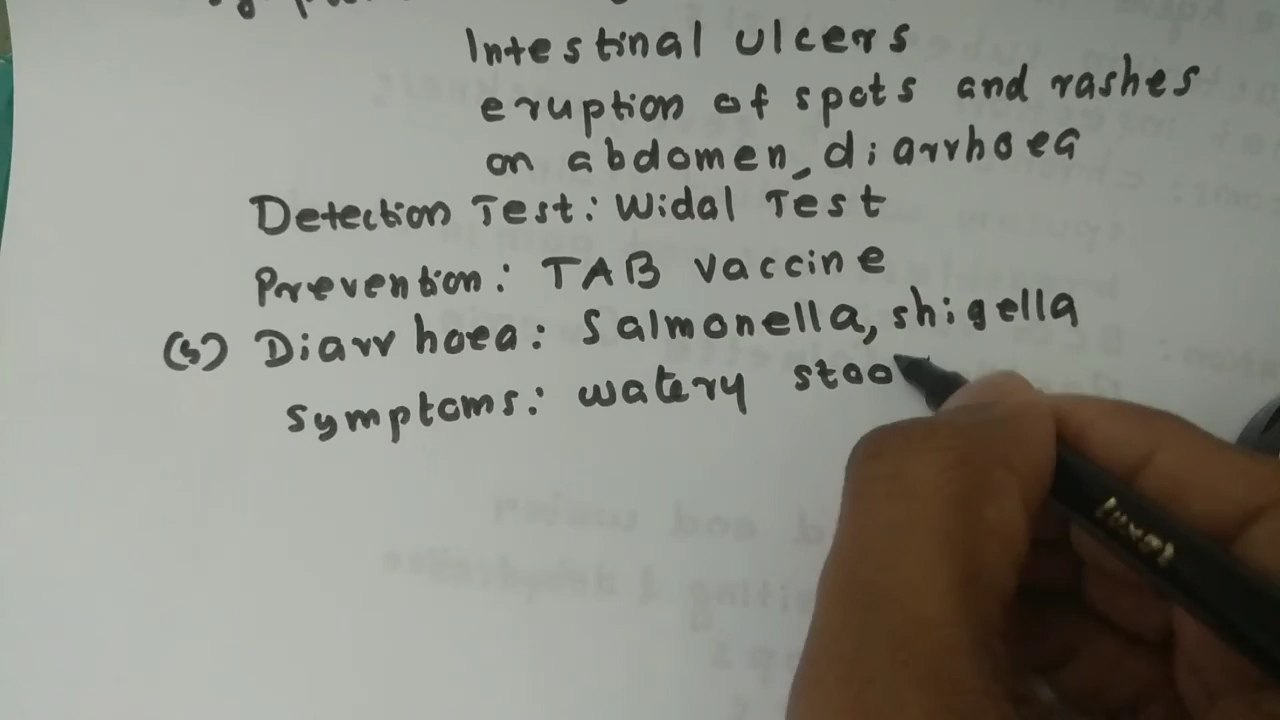 Intestinal ulcers
eruption of spots and rashes
on abdomen, diarrhoea
Detection Test: Widal Test
Prevention: TAB vaccine
(5) Diarrhoea: Salmonella, shigella
Symptoms: watery stoo
luxor